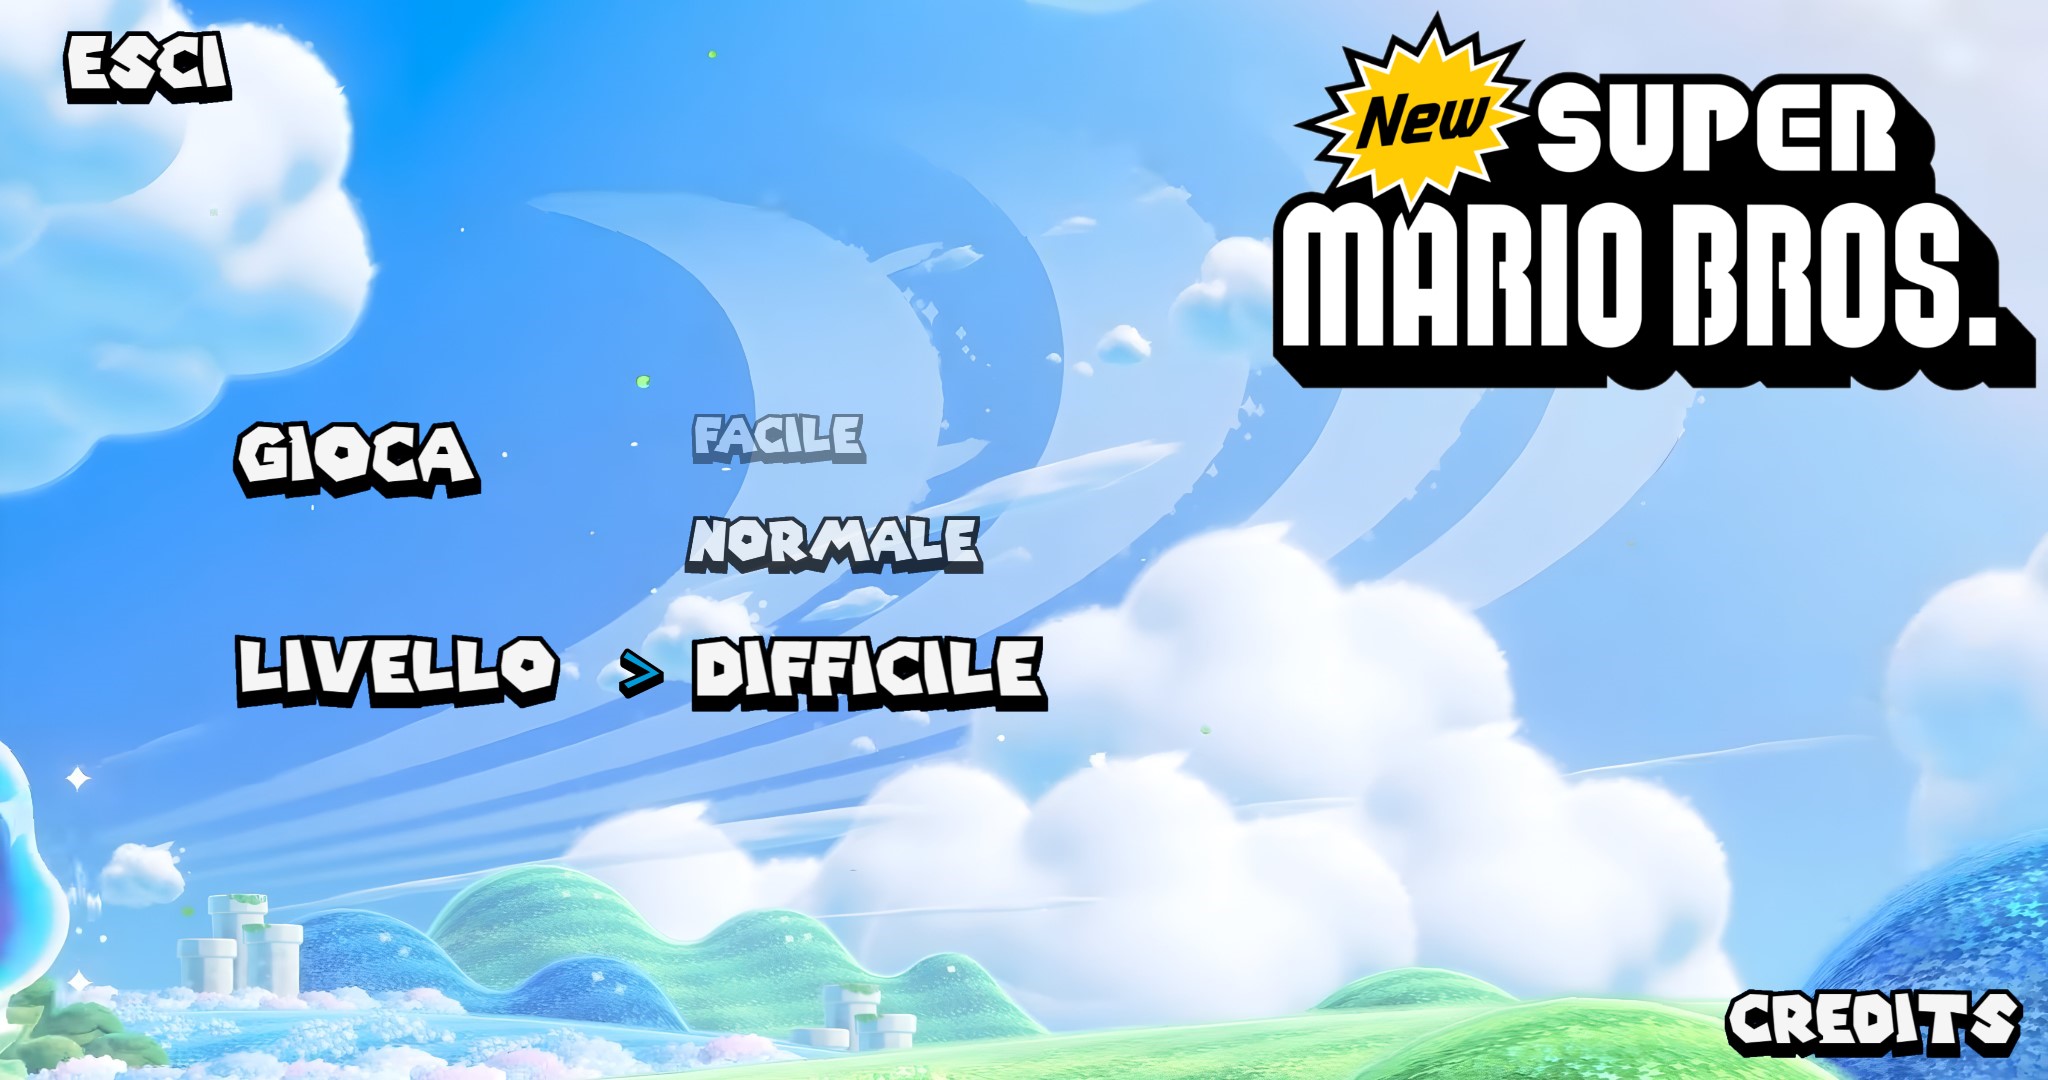 ESCI
New SUPER
MARIO BROS.
GIOCA
FACILE
NORMALE
LIVELLO > DIFFICILE
CREDITS